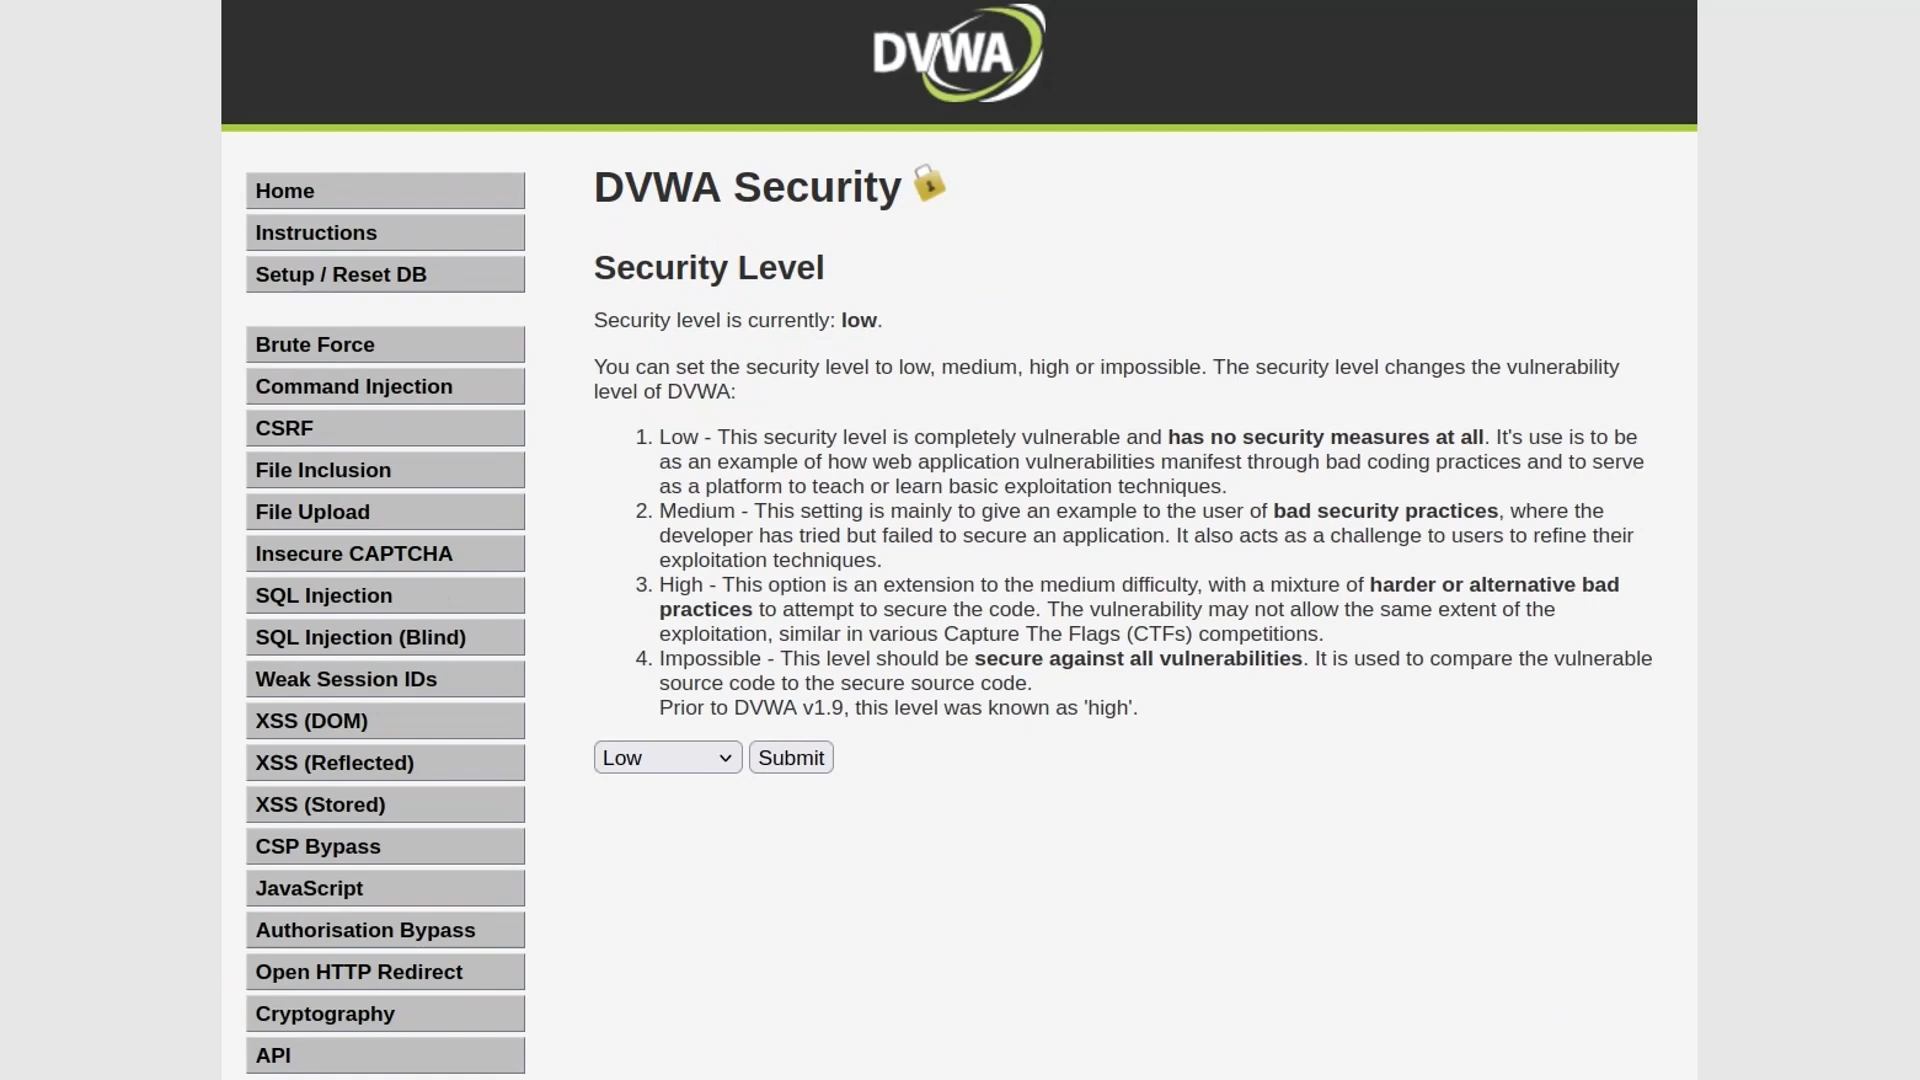 DVWA
Home
Instructions
Setup / Reset DB
Brute Force
Command Injection
CSRF
File Inclusion
File Upload
Insecure CAPTCHA
SQL Injection
SQL Injection (Blind)
Weak Session IDs
XSS (DOM)
XSS (Reflected)
XSS (Stored)
CSP Bypass
JavaScript
Authorisation Bypass
Open HTTP Redirect
Cryptography
API
DVWA Security
Security Level
Security level is currently: low.
You can set the security level to low, medium, high or impossible. The security level changes the vulnerability
level of DVWA:
1. Low - This security level is completely vulnerable and has no security measures at all. It's use is to be
as an example of how web application vulnerabilities manifest through bad coding practices and to serve
as a platform to teach or learn basic exploitation techniques.
2. Medium - This setting is mainly to give an example to the user of bad security practices, where the
developer has tried but failed to secure an application. It also acts as a challenge to users to refine their
exploitation techniques.
3. High - This option is an extension to the medium difficulty, with a mixture of harder or alternative bad
practices to attempt to secure the code. The vulnerability may not allow the same extent of the
exploitation, similar in various Capture The Flags (CTFs) competitions.
4. Impossible - This level should be secure against all vulnerabilities. It is used to compare the vulnerable
source code to the secure source code.
Prior to DVWA v1.9, this level was known as 'high'.
Low Submit